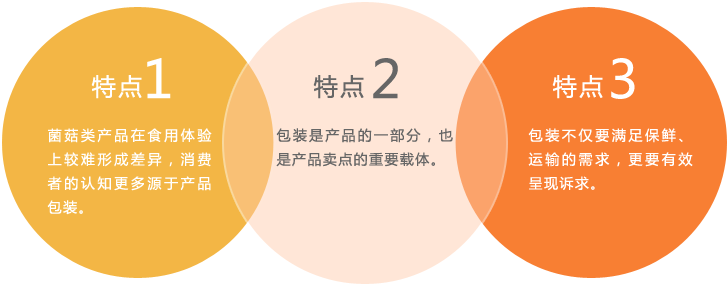 特点1
菌菇类产品在食用体验
上较难形成差异，消费
者的认知更多源于产品
包装。
特点2
包装是产品的一部分，也
是产品卖点的重要载体。
特点3
包装不仅要满足保鲜、
运输的需求，更要有效
呈现诉求。